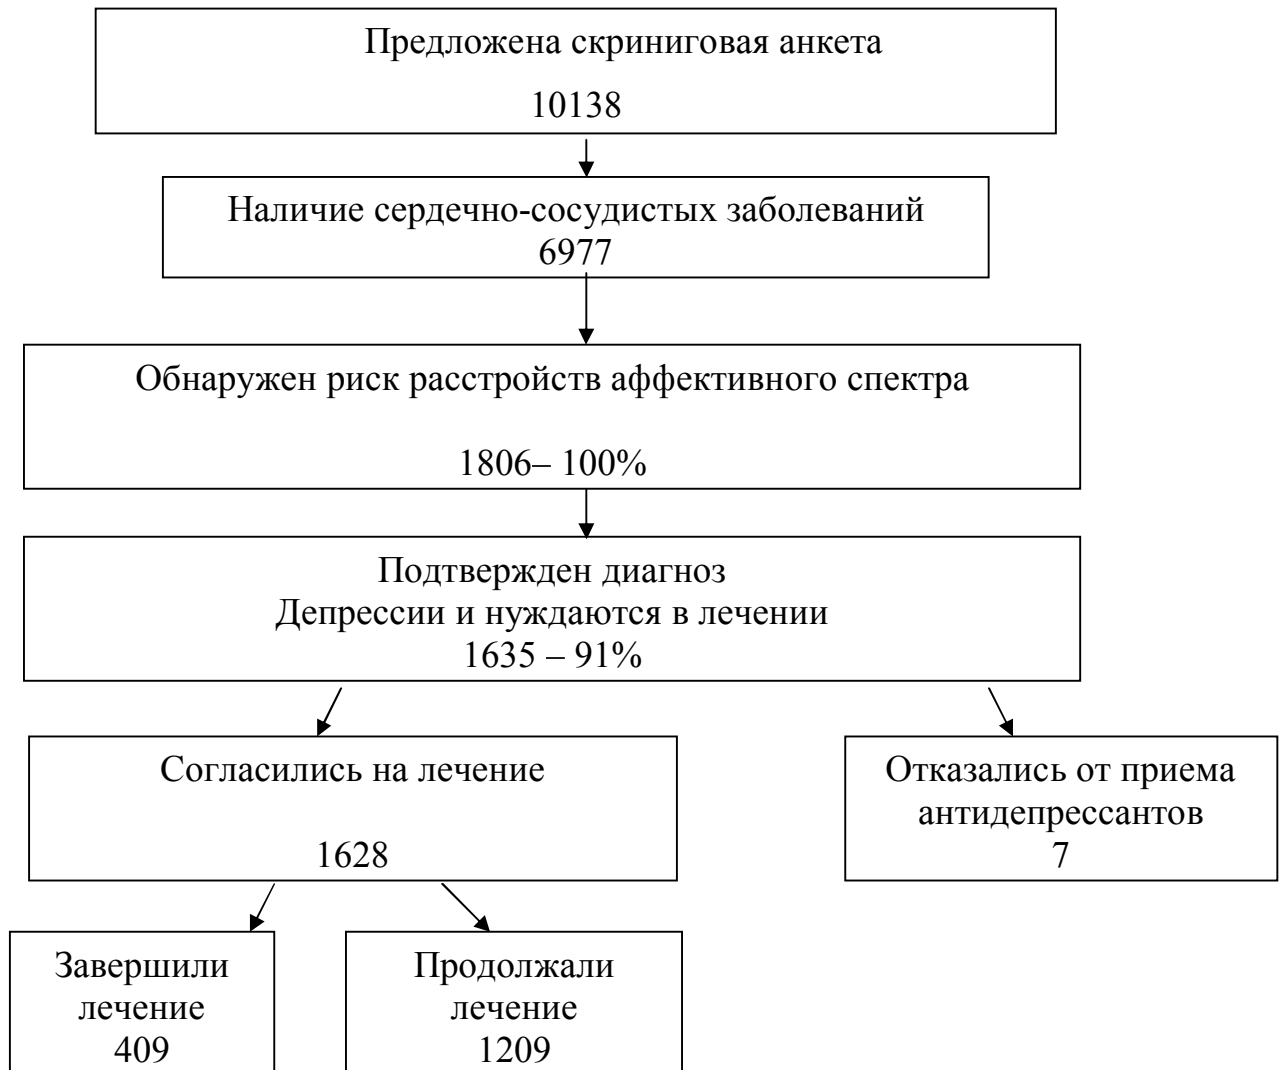 Предложена скриниговая анкета
10138
Наличие сердечно-сосудистых заболеваний
6977
Обнаружен риск расстройств аффективного спектра
1806– 100%
Подтвержден диагноз
Депрессии и нуждаются в лечении
1635 – 91%
Согласились на лечение
1628
Отказались от приема
антидепрессантов
7
Завершили
лечение
409
Продолжали
лечение
1209